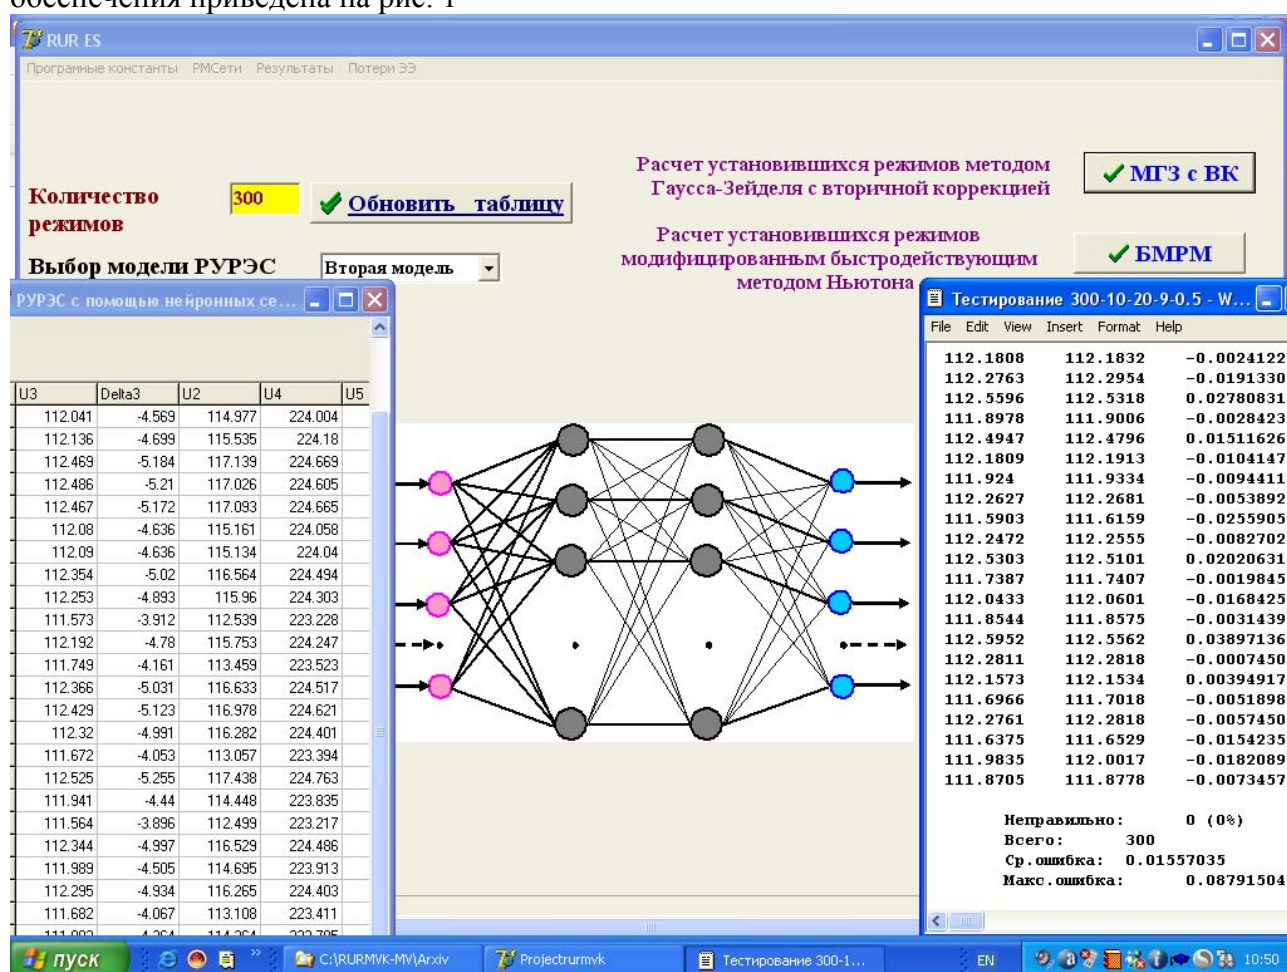 обеспечения приведена на рис. 1
RUR ES
Програмные константы РМСети Результаты Потери ЭЭ
Расчет установившихся режимов методом
Гаусса-Зейделя с вторичной коррекцией
МГЗ с ВК
Количество
режимов
300
Обновить таблицу
Расчет установившихся режимов
модифицированным быстродействующим
методом Ньютона
БМРМ
Выбор модели РУРЭС
Вторая модель
РУРЭС с помощью нейронных се...
U3 Delta3 U2 U4 U5
112.041 -4.569 114.977 224.004
112.136 -4.699 115.535 224.18
112.469 -5.184 117.139 224.669
112.486 -5.21 117.026 224.605
112.467 -5.172 117.093 224.665
112.08 -4.636 115.161 224.058
112.09 -4.636 115.134 224.04
112.354 -5.02 116.564 224.494
112.253 -4.893 115.96 224.303
111.573 -3.912 112.539 223.228
112.192 -4.78 115.753 224.247
111.749 -4.161 113.459 223.523
112.366 -5.031 116.633 224.517
112.429 -5.123 116.978 224.621
112.32 -4.991 116.282 224.401
111.672 -4.053 113.057 223.394
112.525 -5.255 117.438 224.763
111.941 -4.44 114.448 223.835
111.564 -3.896 112.499 223.217
112.344 -4.997 116.529 224.486
111.989 -4.505 114.695 223.913
112.295 -4.934 116.265 224.403
111.682 -4.067 113.108 223.411
Тестирование 300-10-20-9-0.5 - W...
File Edit View Insert Format Help
112.1808 112.1832 -0.0024122
112.2763 112.2954 -0.0191330
112.5596 112.5318 0.02780831
111.8978 111.9006 -0.0028423
112.4947 112.4796 0.01511626
112.1809 112.1913 -0.0104147
111.924 111.9334 -0.0094411
112.2627 112.2681 -0.0053892
111.5903 111.6159 -0.0255905
112.2472 112.2555 -0.0082702
112.5303 112.5101 0.02020631
111.7387 111.7407 -0.0019845
112.0433 112.0601 -0.0168425
111.8544 111.8575 -0.0031439
112.5952 112.5562 0.03897136
112.2811 112.2818 -0.0007450
112.1573 112.1534 0.00394917
111.6966 111.7018 -0.0051898
112.2761 112.2818 -0.0057450
111.6375 111.6529 -0.0154235
111.9835 112.0017 -0.0182089
111.8705 111.8778 -0.0073457
Неправильно: 0 (0%)
Всего: 300
Ср.ошибка: 0.01557035
Макс.ошибка: 0.08791504
пуск
C:\RURMVK-MV\Arxiv
Projectrurmvk
Тестирование 300-1...
EN
10:50